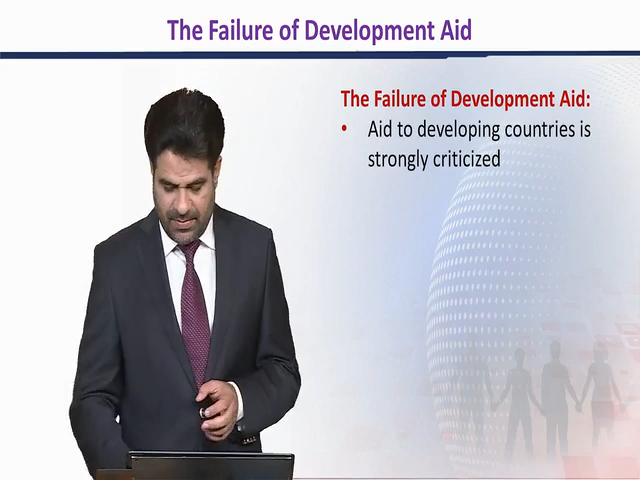 The Failure of Development Aid
The Failure of Development Aid:
• Aid to developing countries is
strongly criticized